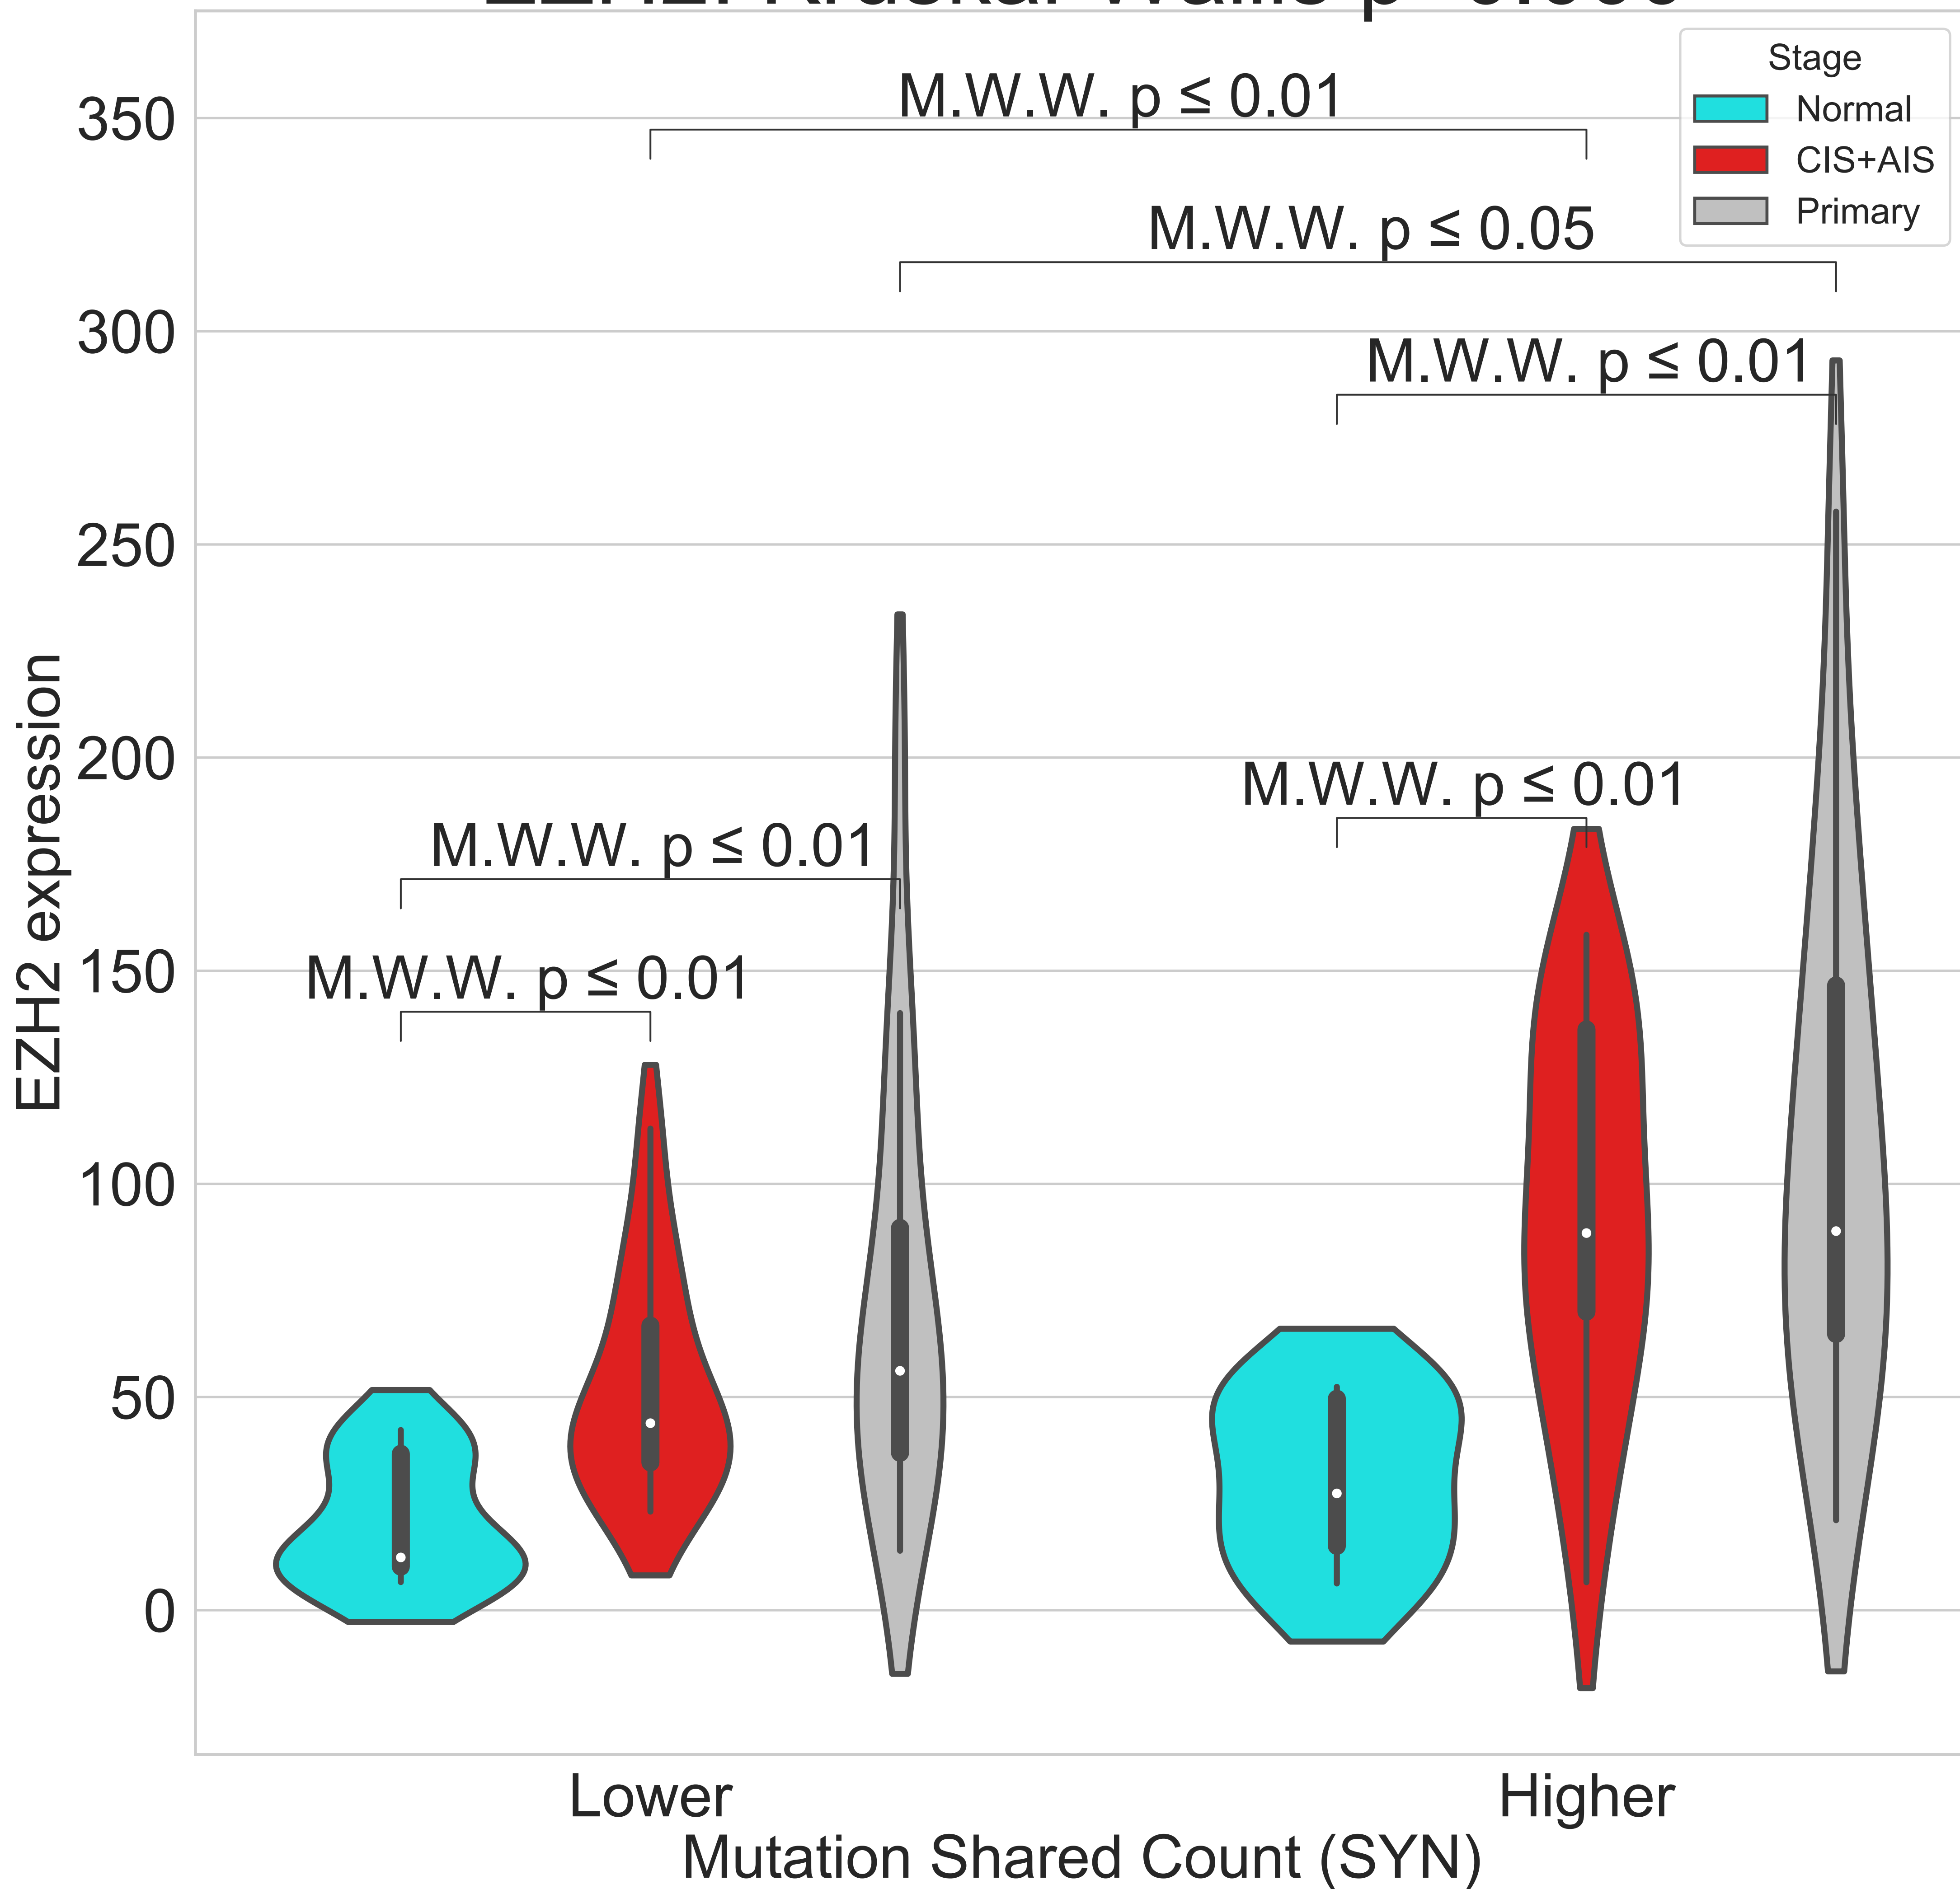 Stage
Normal
CIS+AIS
Primary
M.W.W. p ≤ 0.01
M.W.W. p ≤ 0.05
M.W.W. p ≤ 0.01
M.W.W. p ≤ 0.01
M.W.W. p ≤ 0.01
M.W.W. p ≤ 0.01
EZH2 expression
350
300
250
200
150
100
50
0
Lower
Higher
Mutation Shared Count (SYN)